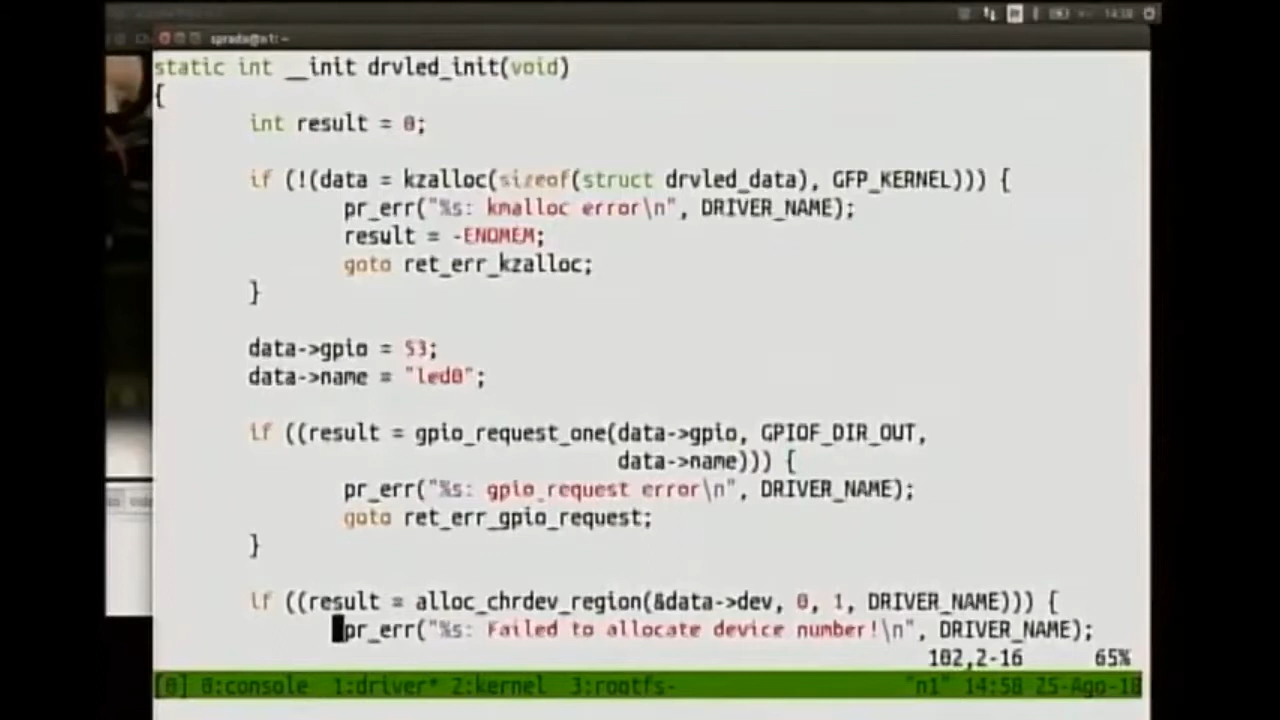 14:58
sprado@n1: ~
static int __init drvled_init(void)
{
int result = 0;
if (!(data = kzalloc(sizeof(struct drvled_data), GFP_KERNEL))) {
pr_err("%s: kmalloc error\n", DRIVER_NAME);
result = -ENOMEM;
goto ret_err_kzalloc;
}
data->gpio = 53;
data->name = "led0";
if ((result = gpio_request_one(data->gpio, GPIOF_DIR_OUT,
data->name))) {
pr_err("%s: gpio_request error\n", DRIVER_NAME);
goto ret_err_gpio_request;
}
if ((result = alloc_chrdev_region(&data->dev, 0, 1, DRIVER_NAME))) {
pr_err("%s: Failed to allocate device number!\n", DRIVER_NAME);
102,2-16 65%
[0] 0:console 1:driver* 2:kernel 3:rootfs- "n1" 14:58 25-Ago-18